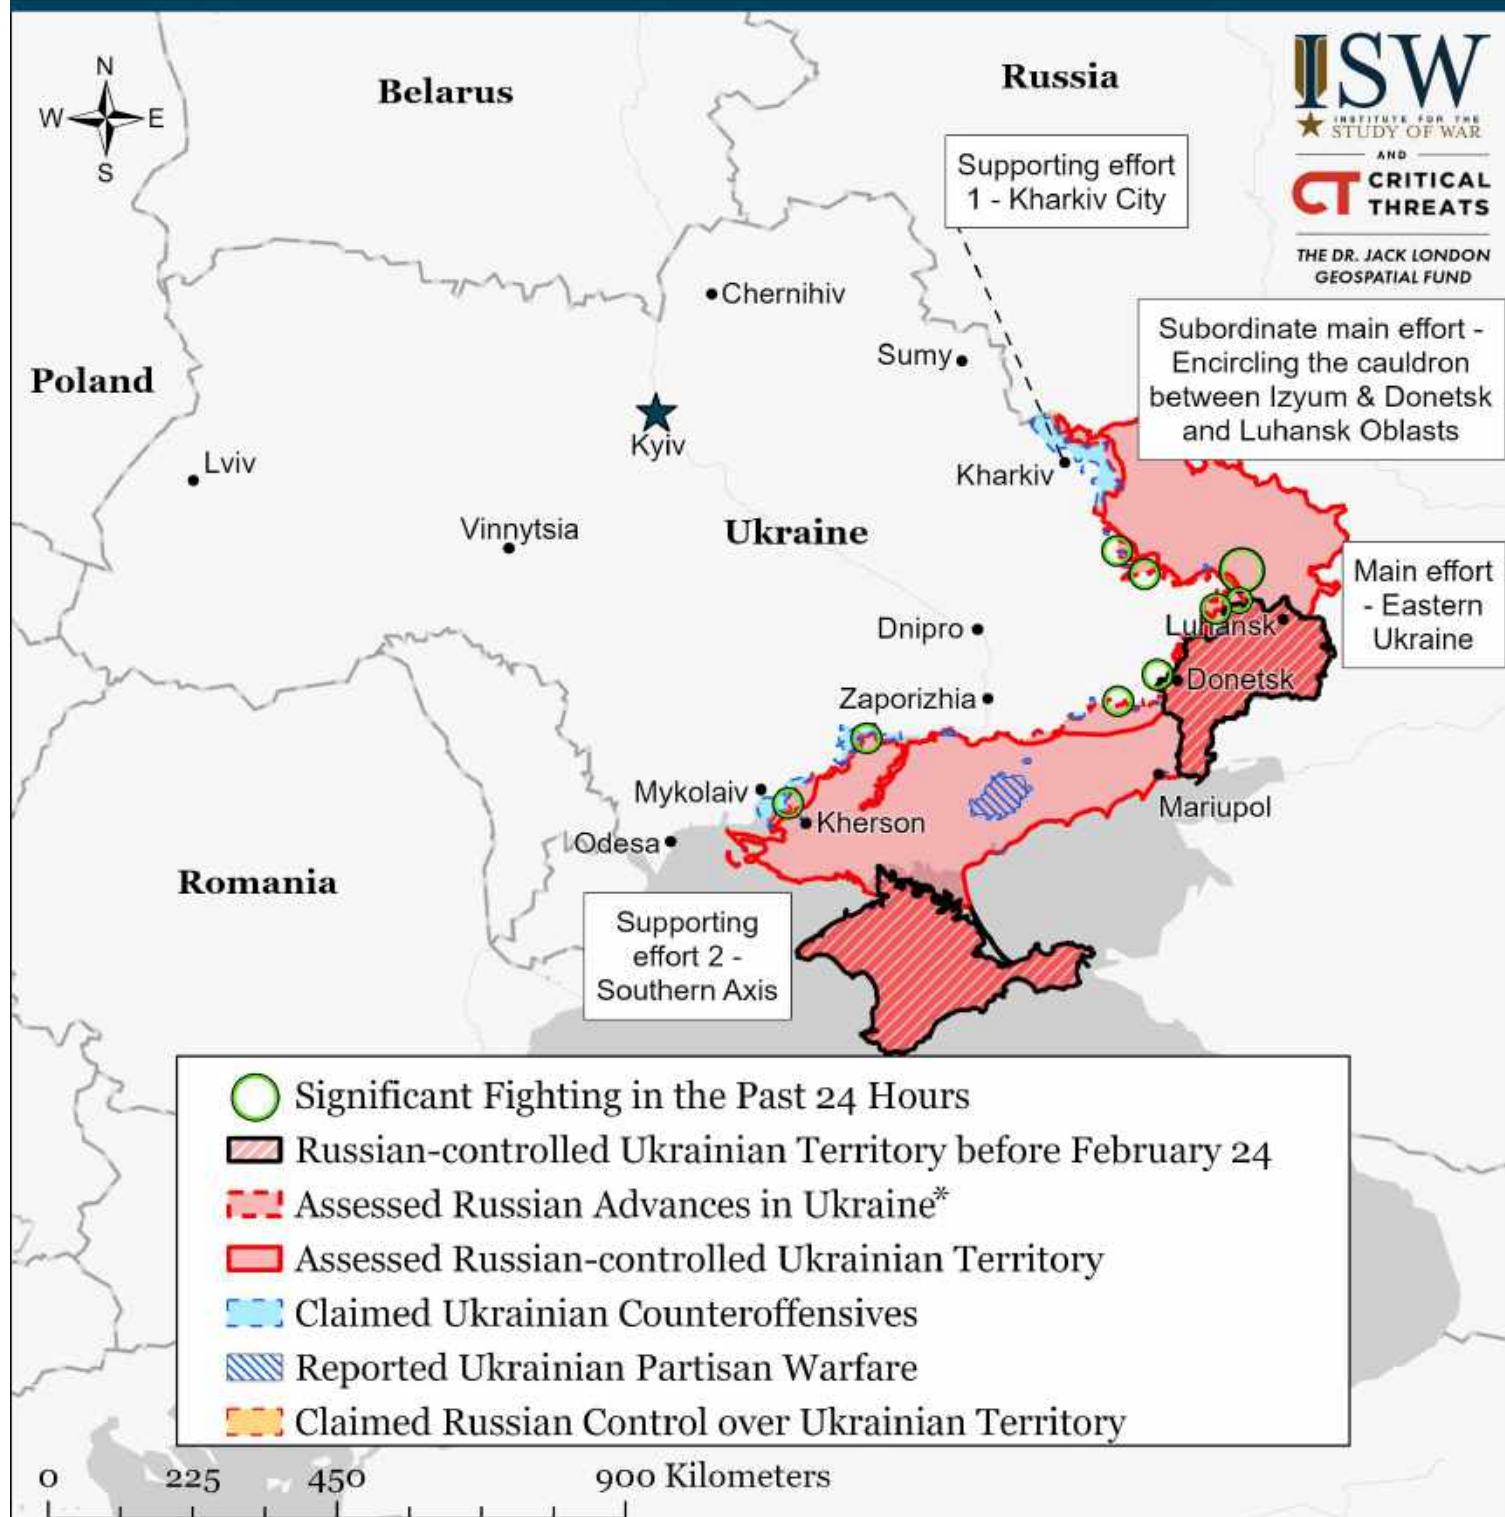 N
W
E
S
Belarus
Russia
ISW
INSTITUTE FOR THE
STUDY OF WAR
AND
CT CRITICAL
THREATS
THE DR. JACK LONDON
GEOSPATIAL FUND
Supporting effort
1 - Kharkiv City
Chernihiv
Subordinate main effort -
Encircling the cauldron
between Izyum & Donetsk
and Luhansk Oblasts
Sumy
Poland
Kyiv
Lviv
Kharkiv
Vinnytsia
Ukraine
Main effort
- Eastern
Ukraine
Dnipro
Luhansk
Donetsk
Zaporizhia
Mykolaiv
Mariupol
Kherson
Odesa
Romania
Supporting
effort 2 -
Southern Axis
Significant Fighting in the Past 24 Hours
Russian-controlled Ukrainian Territory before February 24
Assessed Russian Advances in Ukraine*
Assessed Russian-controlled Ukrainian Territory
Claimed Ukrainian Counteroffensives
Reported Ukrainian Partisan Warfare
Claimed Russian Control over Ukrainian Territory
0 225 450 900 Kilometers